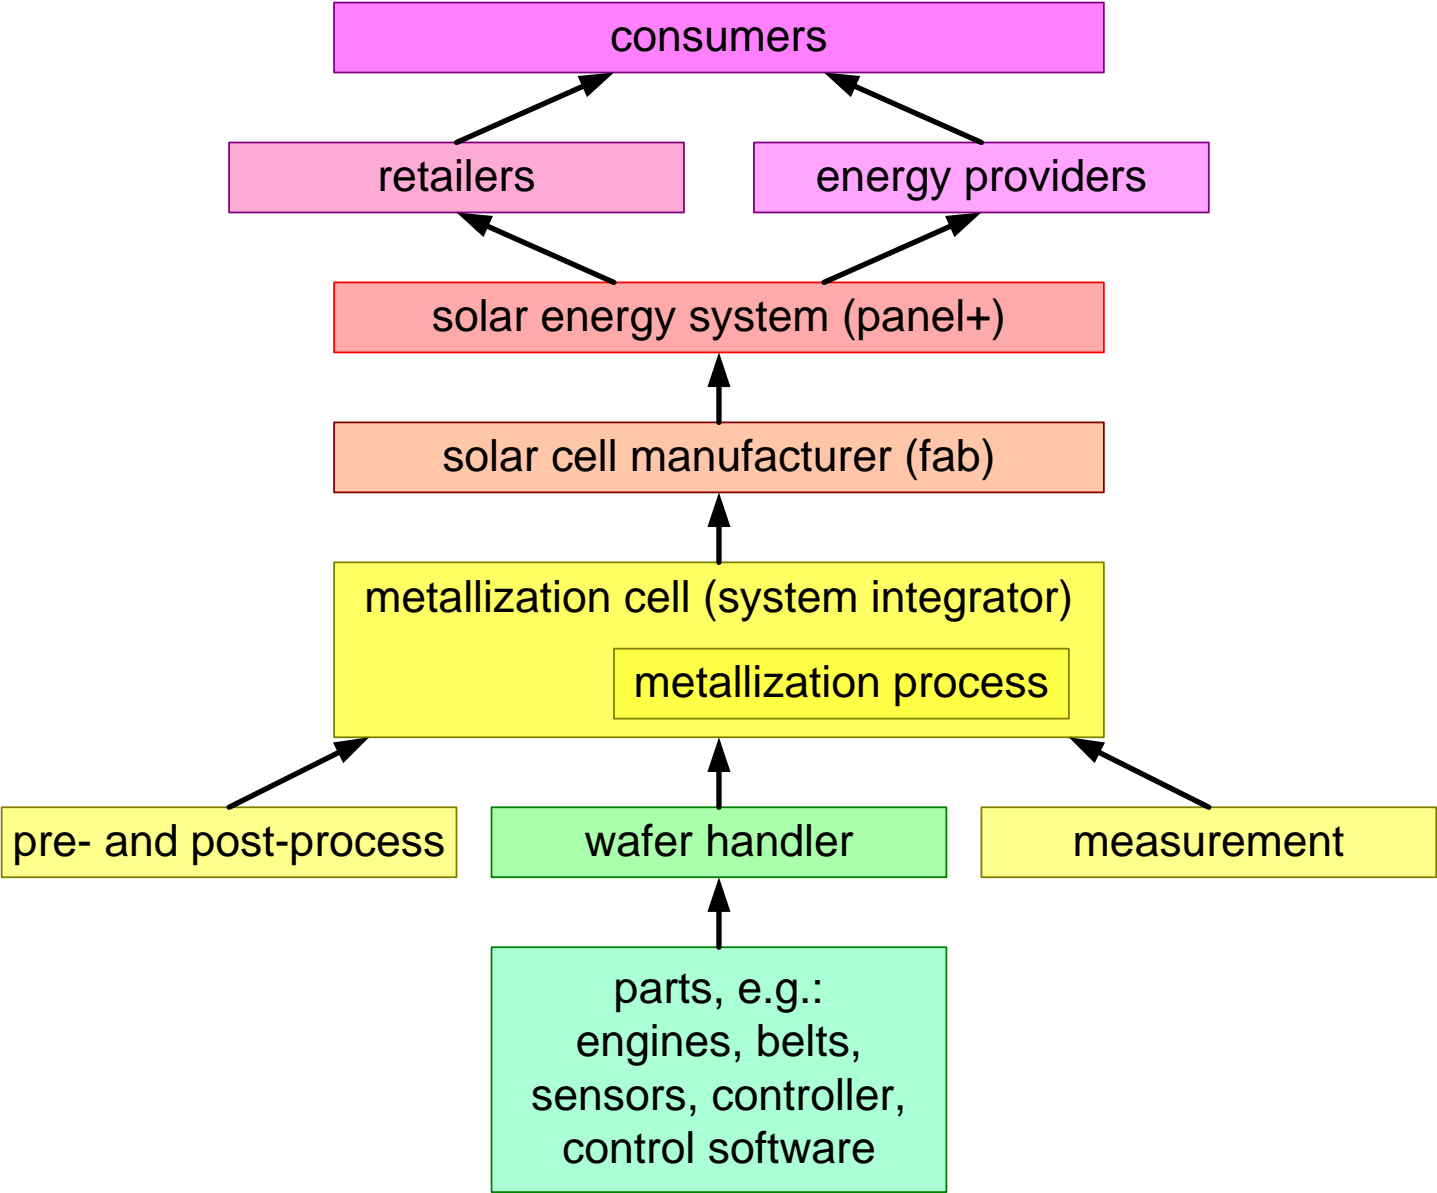 consumers
retailers
energy providers
solar energy system (panel+)
solar cell manufacturer (fab)
metallization cell (system integrator)
metallization process
pre- and post-process
wafer handler
measurement
parts, e.g.:
engines, belts,
sensors, controller,
control software